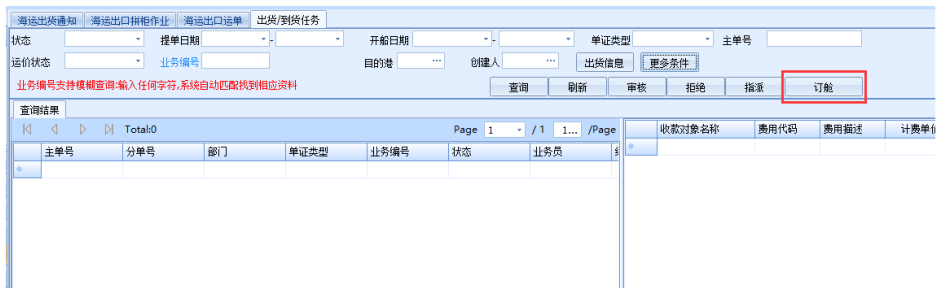 海运出货通知 海运出口拼柜作业 海运出口运单 出货/到货任务
状态 提单日期 - 开船日期 - 单证类型 主单号
运价状态 业务编号 目的港 ... 创建人 ... 出货信息 更多条件
业务编号支持模糊查询:输入任何字符,系统自动匹配找到相应资料
查询 刷新 审核 拒绝 指派 订舱
查询结果
Total:0 Page 1 / 1 1... /Page
收款对象名称 费用代码 费用描述 计费单价
主单号 分单号 部门 单证类型 业务编号 状态 业务员